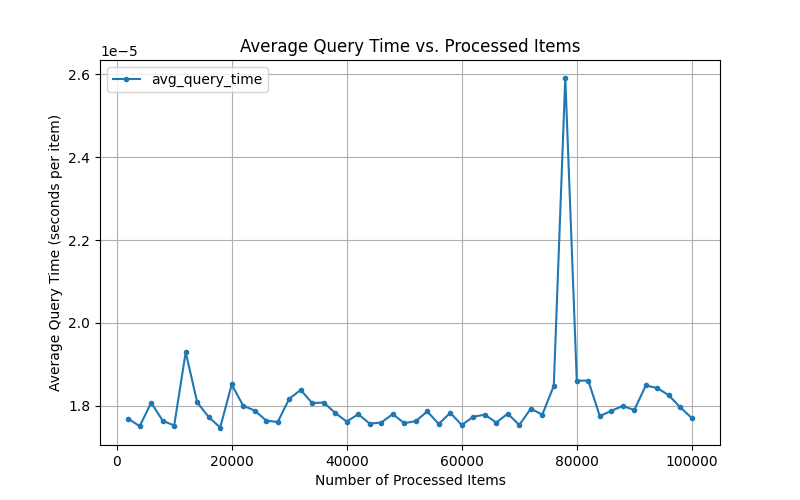 Average Query Time vs. Processed Items
1e−5
avg_query_time
2.6
2.4
2.2
2.0
1.8
Average Query Time (seconds per item)
0 20000 40000 60000 80000 100000
Number of Processed Items